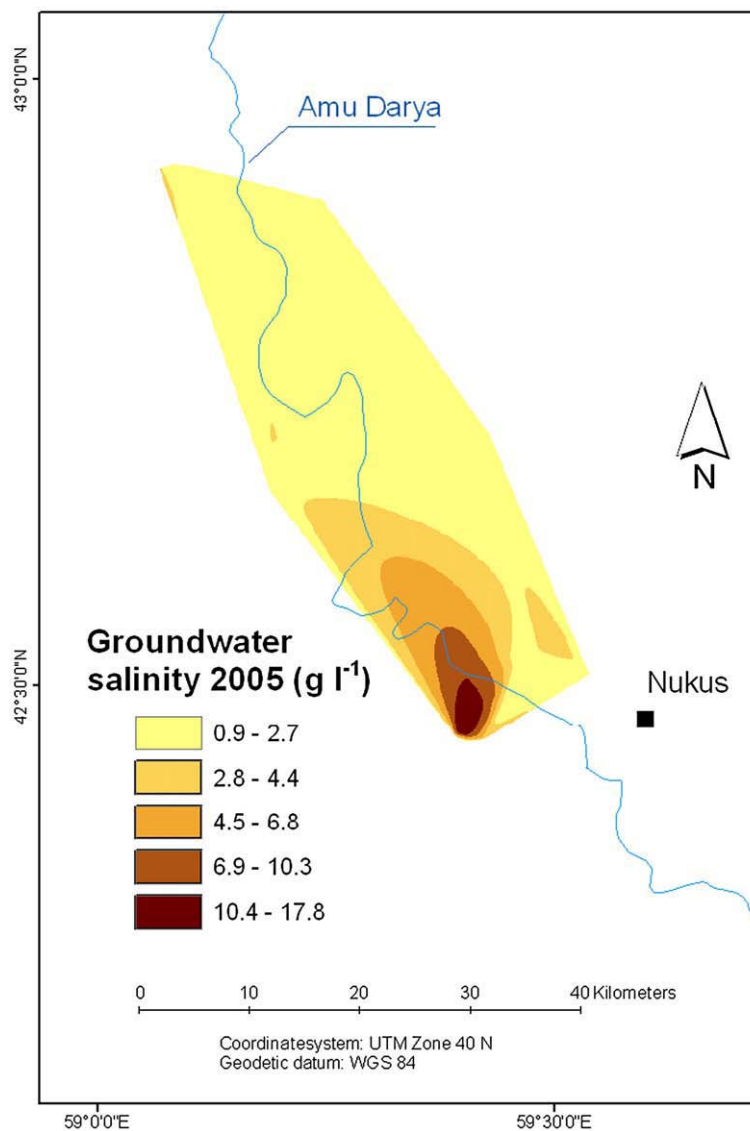 43°0'0"N
Amu Darya
N
Groundwater
salinity 2005 (g l⁻¹)
Nukus
42°30'0"N
0.9 - 2.7
2.8 - 4.4
4.5 - 6.8
6.9 - 10.3
10.4 - 17.8
0 10 20 30 40 Kilometers
Coordinatesystem: UTM Zone 40 N
Geodetic datum: WGS 84
59°0'0"E 59°30'0"E